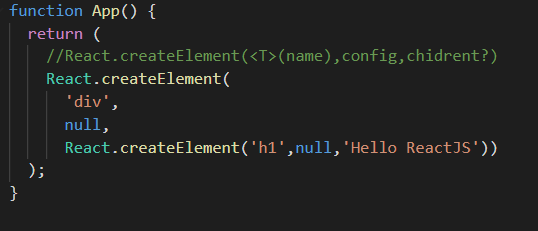 function App() {
return (
//React.createElement(<T>(name),config,chidrent?)
React.createElement(
'div',
null,
React.createElement('h1',null,'Hello ReactJS'))
);
}